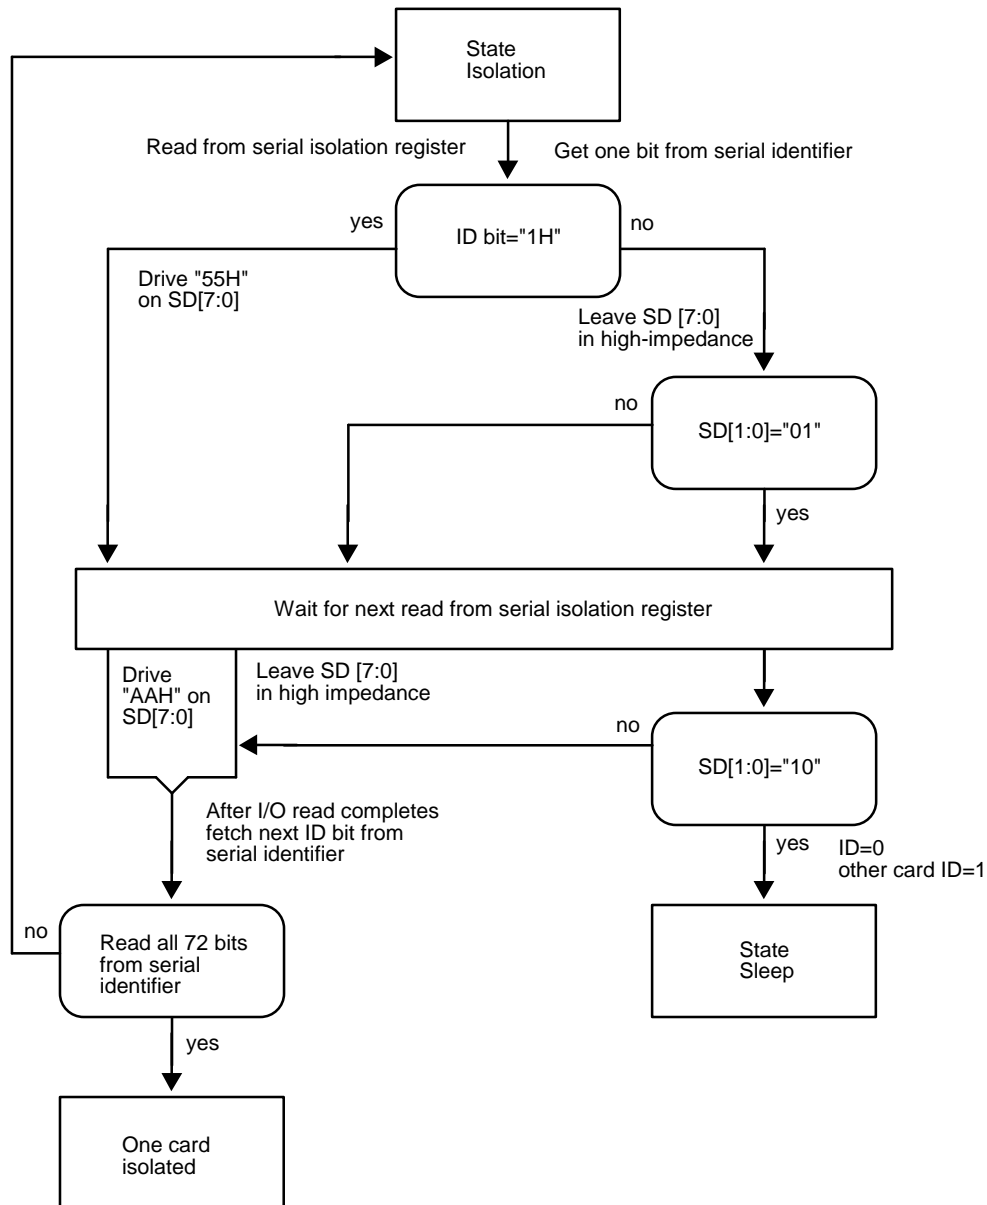 State
Isolation
Read from serial isolation register
Get one bit from serial identifier
yes
ID bit="1H"
no
Drive "55H"
on SD[7:0]
Leave SD [7:0]
in high-impedance
no
SD[1:0]="01"
yes
Wait for next read from serial isolation register
Drive
"AAH" on
SD[7:0]
Leave SD [7:0]
in high impedance
no
SD[1:0]="10"
After I/O read completes
fetch next ID bit from
serial identifier
yes
ID=0
other card ID=1
no
Read all 72 bits
from serial
identifier
State
Sleep
yes
One card
isolated